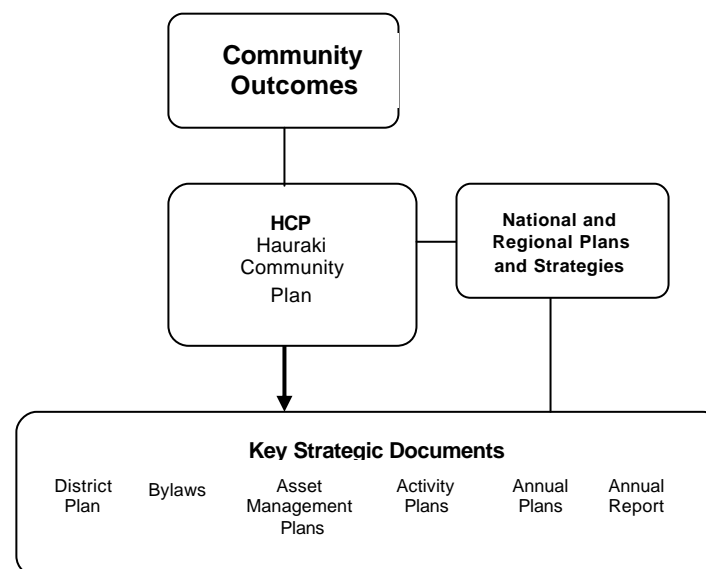 Community
Outcomes
HCP
Hauraki
Community
Plan
National and
Regional Plans
and Strategies
Key Strategic Documents
District
Plan
Bylaws
Asset
Management
Plans
Activity
Plans
Annual
Plans
Annual
Report